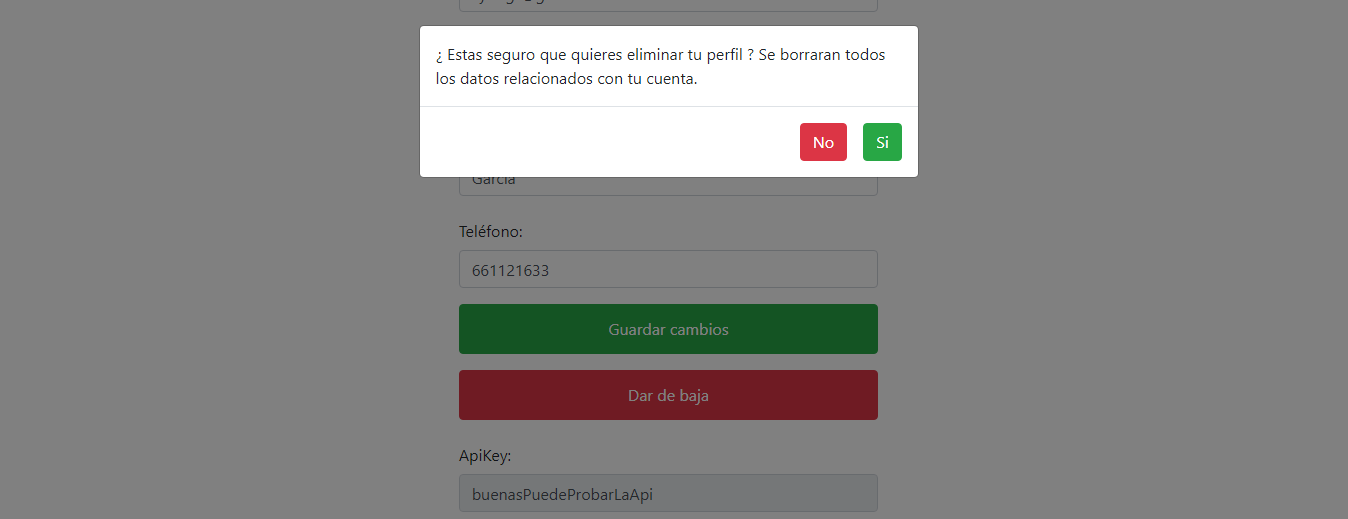 ¿ Estas seguro que quieres eliminar tu perfil ? Se borraran todos
los datos relacionados con tu cuenta.
No Si
Garcia
Teléfono:
661121633
Guardar cambios
Dar de baja
ApiKey:
buenasPuedeProbarLaApi